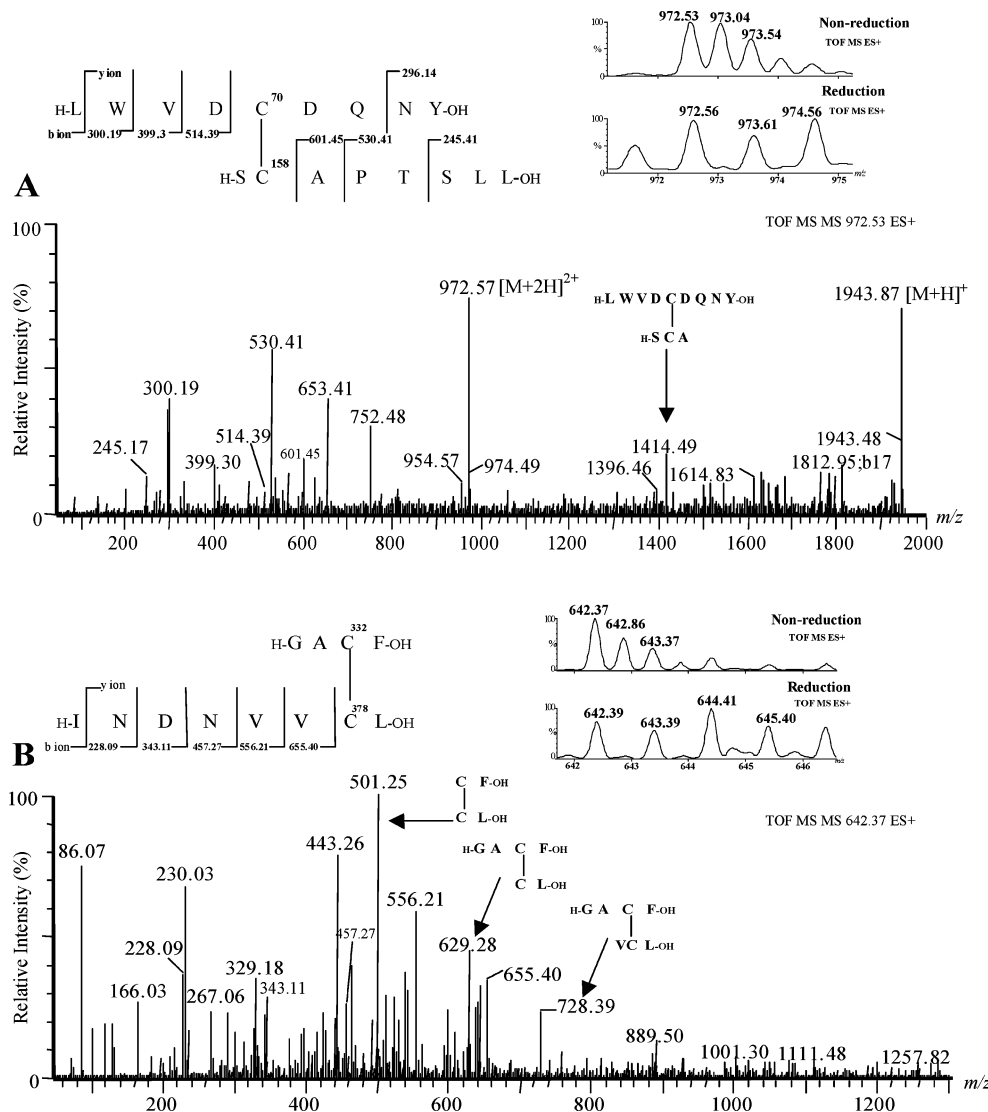 972.53
973.04
973.54
Non-reduction
TOF MS ES+
100
%
0
y ion
296.14
H-L W V D C 70 D Q N Y-OH
b ion 300.19 399.3 514.39
601.45 530.41 245.41
H-S C 158 A P T S L L-OH
Reduction
TOF MS ES+
972.56
973.61
974.56
100
%
0
972 973 974 975 m/z
A
TOF MS MS 972.53 ES+
100
Relative Intensity (%)
0
972.57 [M+2H]2+
H-L W V D C D Q N Y-OH
H-S C A
1943.87 [M+H]+
530.41
300.19
653.41
752.48
245.17
514.39
399.30
601.45
954.57
974.49
1414.49
1396.46
1614.83
1943.48
1812.95;b17
200 400 600 800 1000 1200 1400 1600 1800 2000 m/z
642.37
642.86
643.37
Non-reduction
TOF MS ES+
100
%
0
H-G A C 332 F-OH
y ion
H-I N D N V V C 378 L-OH
b ion 228.09 343.11 457.27 556.21 655.40
Reduction
TOF MS ES+
642.39
643.39
644.41
645.40
100
%
0
642 643 644 645 646 m/z
B
TOF MS MS 642.37 ES+
100
Relative Intensity (%)
0
501.25
C F-OH
C L-OH
H-G A C F-OH
C L-OH
H-G A C F-OH
VC L-OH
86.07
443.26
230.03
556.21
457.27
629.28
228.09
329.18
655.40
166.03
267.06
343.11
728.39
889.50
1001.30
1111.48
1257.82
200 400 600 800 1000 1200 m/z